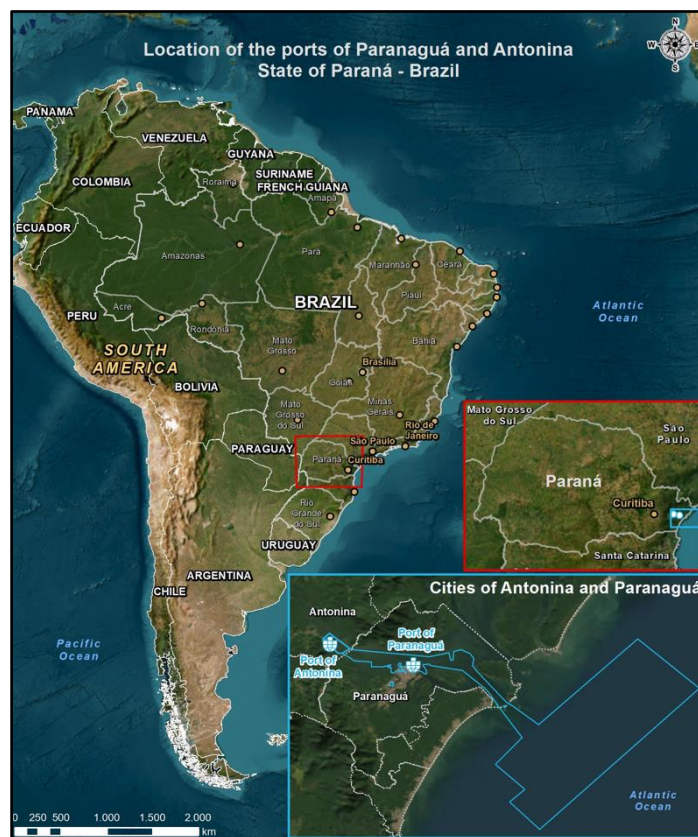 Location of the ports of Paranaguá and Antonina
State of Paraná - Brazil
N
W
E
S
PANAMA
VENEZUELA
GUYANA
SURINAME
FRENCH GUIANA
COLOMBIA
Roraima
Amapá
ECUADOR
Amazonas
Pará
Maranhão
Ceará
Piauí
BRAZIL
Atlantic
Ocean
Acre
PERU
Rondônia
Mato
Grosso
Bahia
SOUTH
AMERICA
Brasília
Goiás
BOLIVIA
Mato
Grosso
do Sul
Minas
Gerais
Rio de
Janeiro
PARAGUAY
São Paulo
Paraná
Curitiba
Rio
Grande
do Sul
URUGUAY
ARGENTINA
CHILE
Pacific
Ocean
Mato Grosso
do Sul
São
Paulo
Paraná
Curitiba
Santa Catarina
Cities of Antonina and Paranaguá
Antonina
Port of
Paranaguá
Port of
Antonina
Paranaguá
Atlantic
Ocean
0 250 500 1.000 1.500 2.000
km